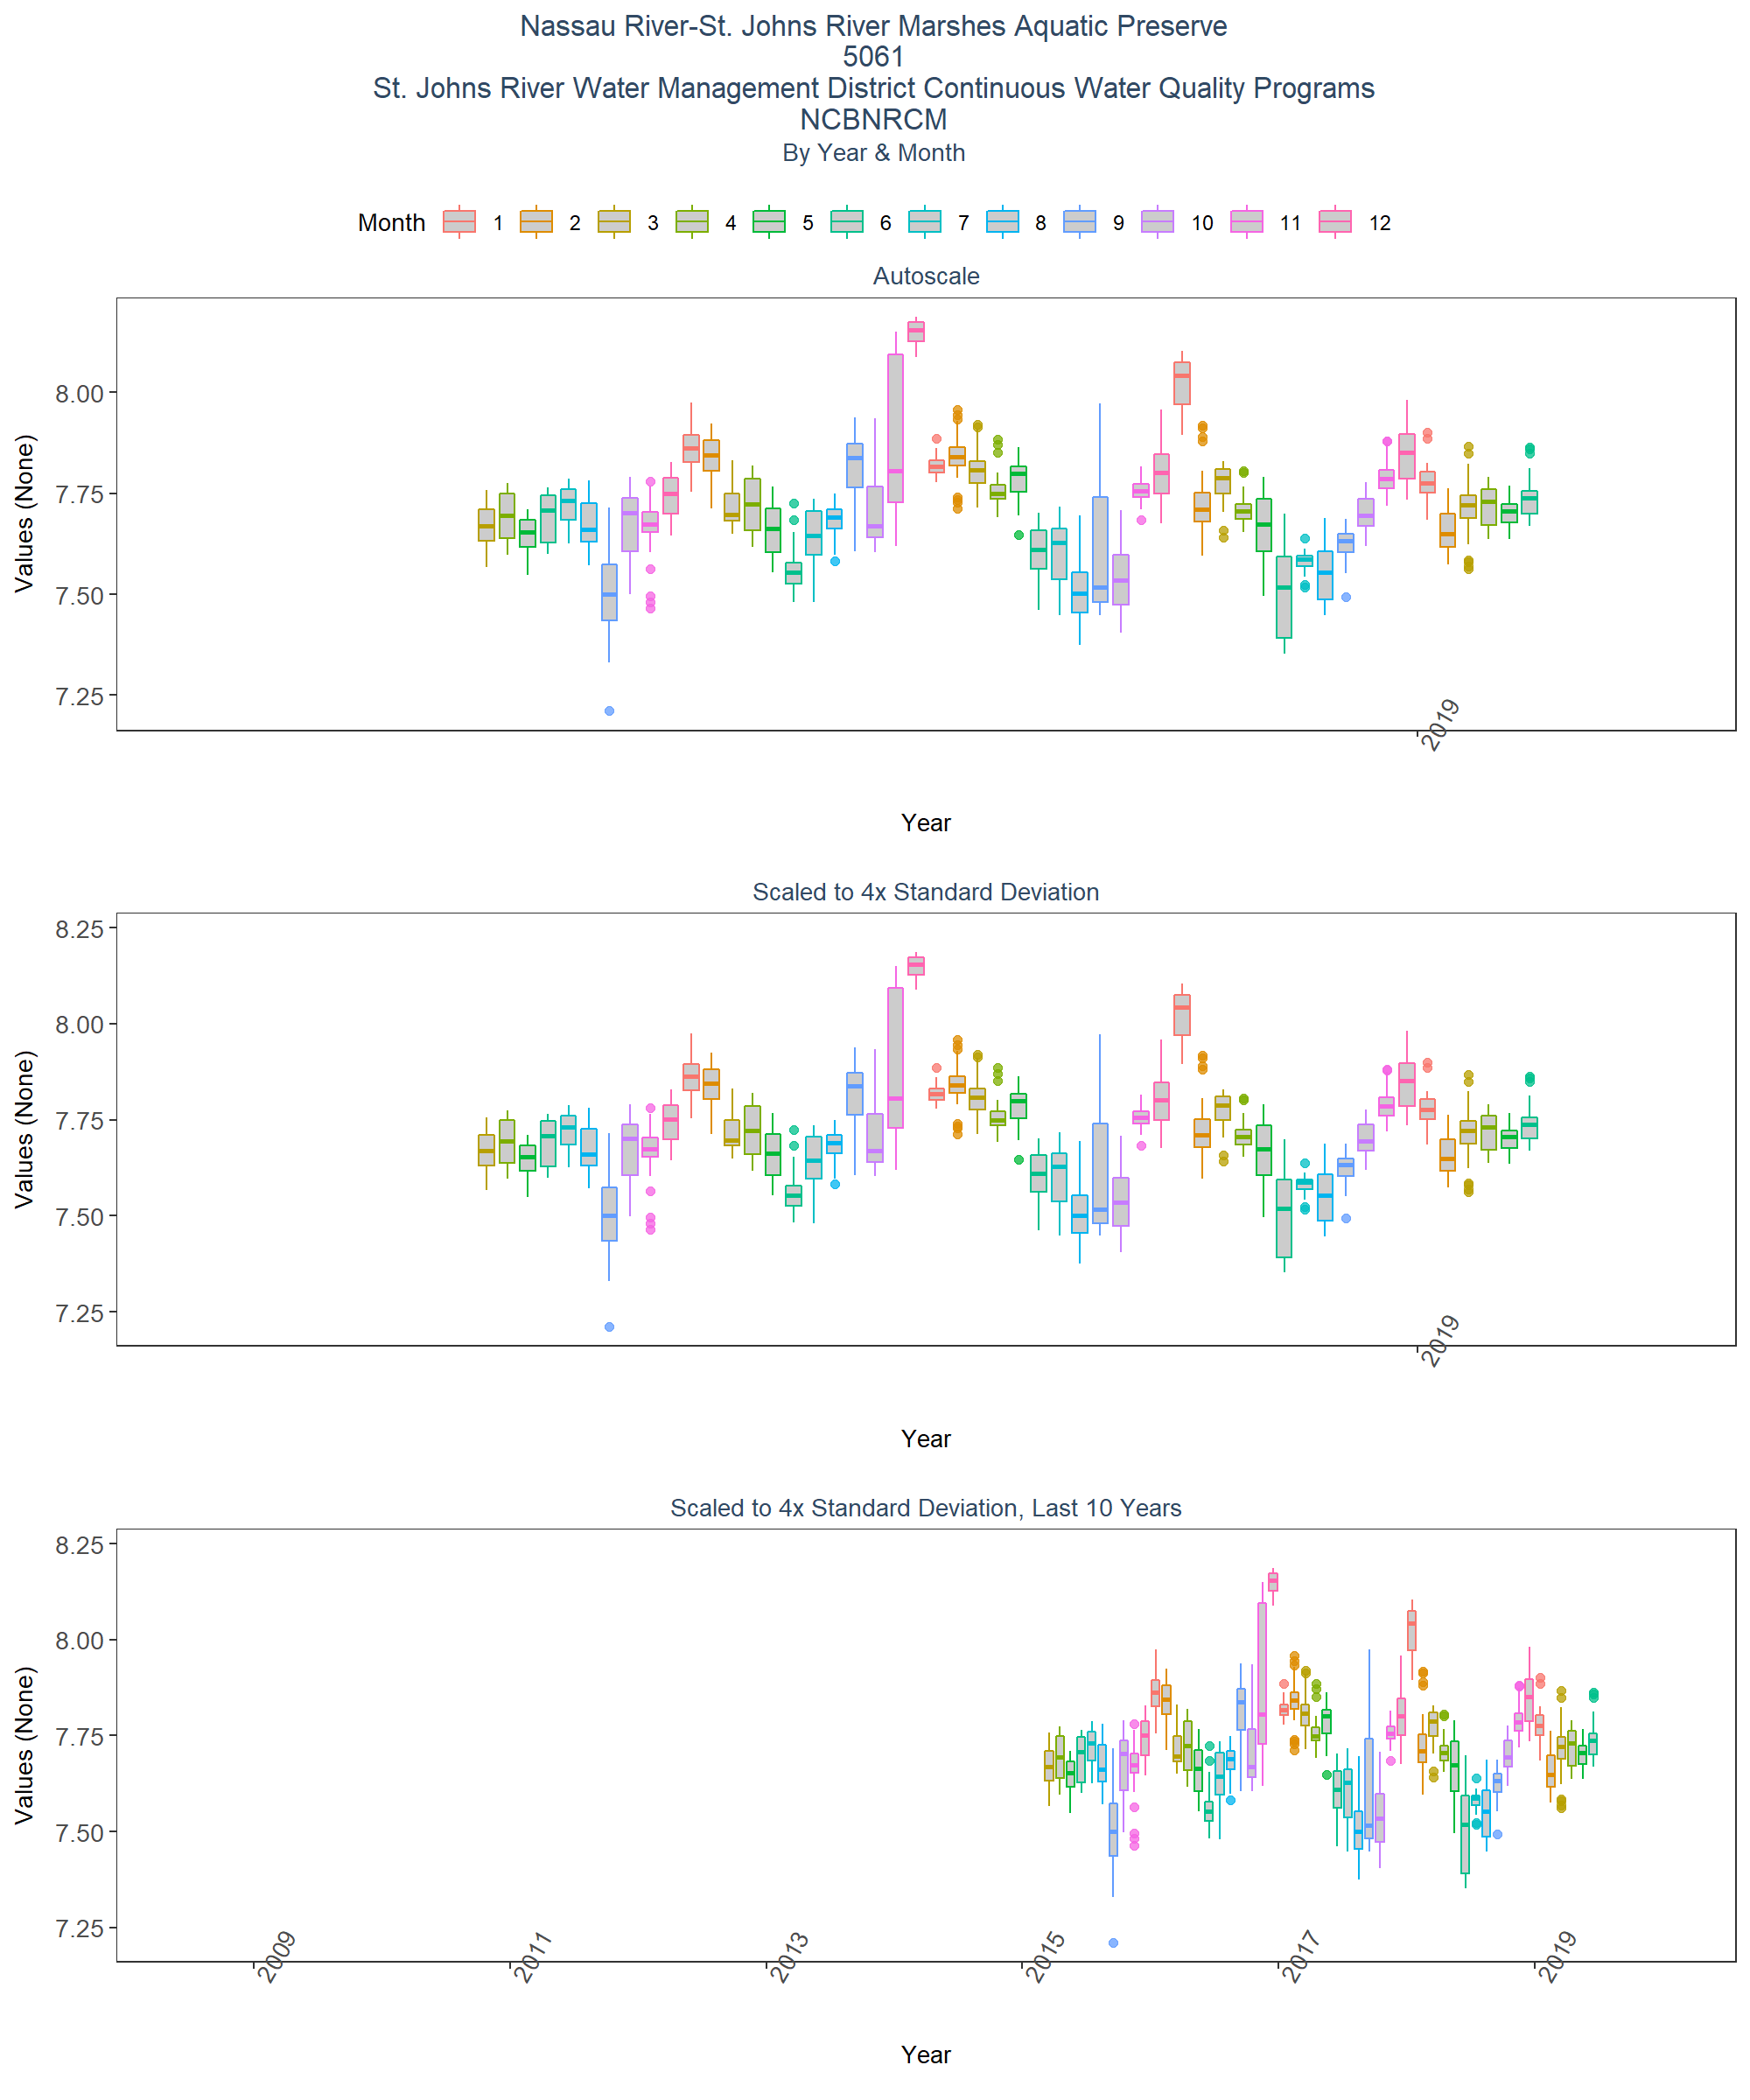 Nassau River-St. Johns River Marshes Aquatic Preserve
5061
St. Johns River Water Management District Continuous Water Quality Programs
NCBNRCM
By Year & Month
Month 1 2 3 4 5 6 7 8 9 10 11 12
Autoscale
8.00
7.75
7.50
7.25
Values (None)
2019
Year
Scaled to 4x Standard Deviation
8.25
8.00
7.75
7.50
7.25
Values (None)
2019
Year
Scaled to 4x Standard Deviation, Last 10 Years
8.25
8.00
7.75
7.50
7.25
Values (None)
2009 2011 2013 2015 2017 2019
Year